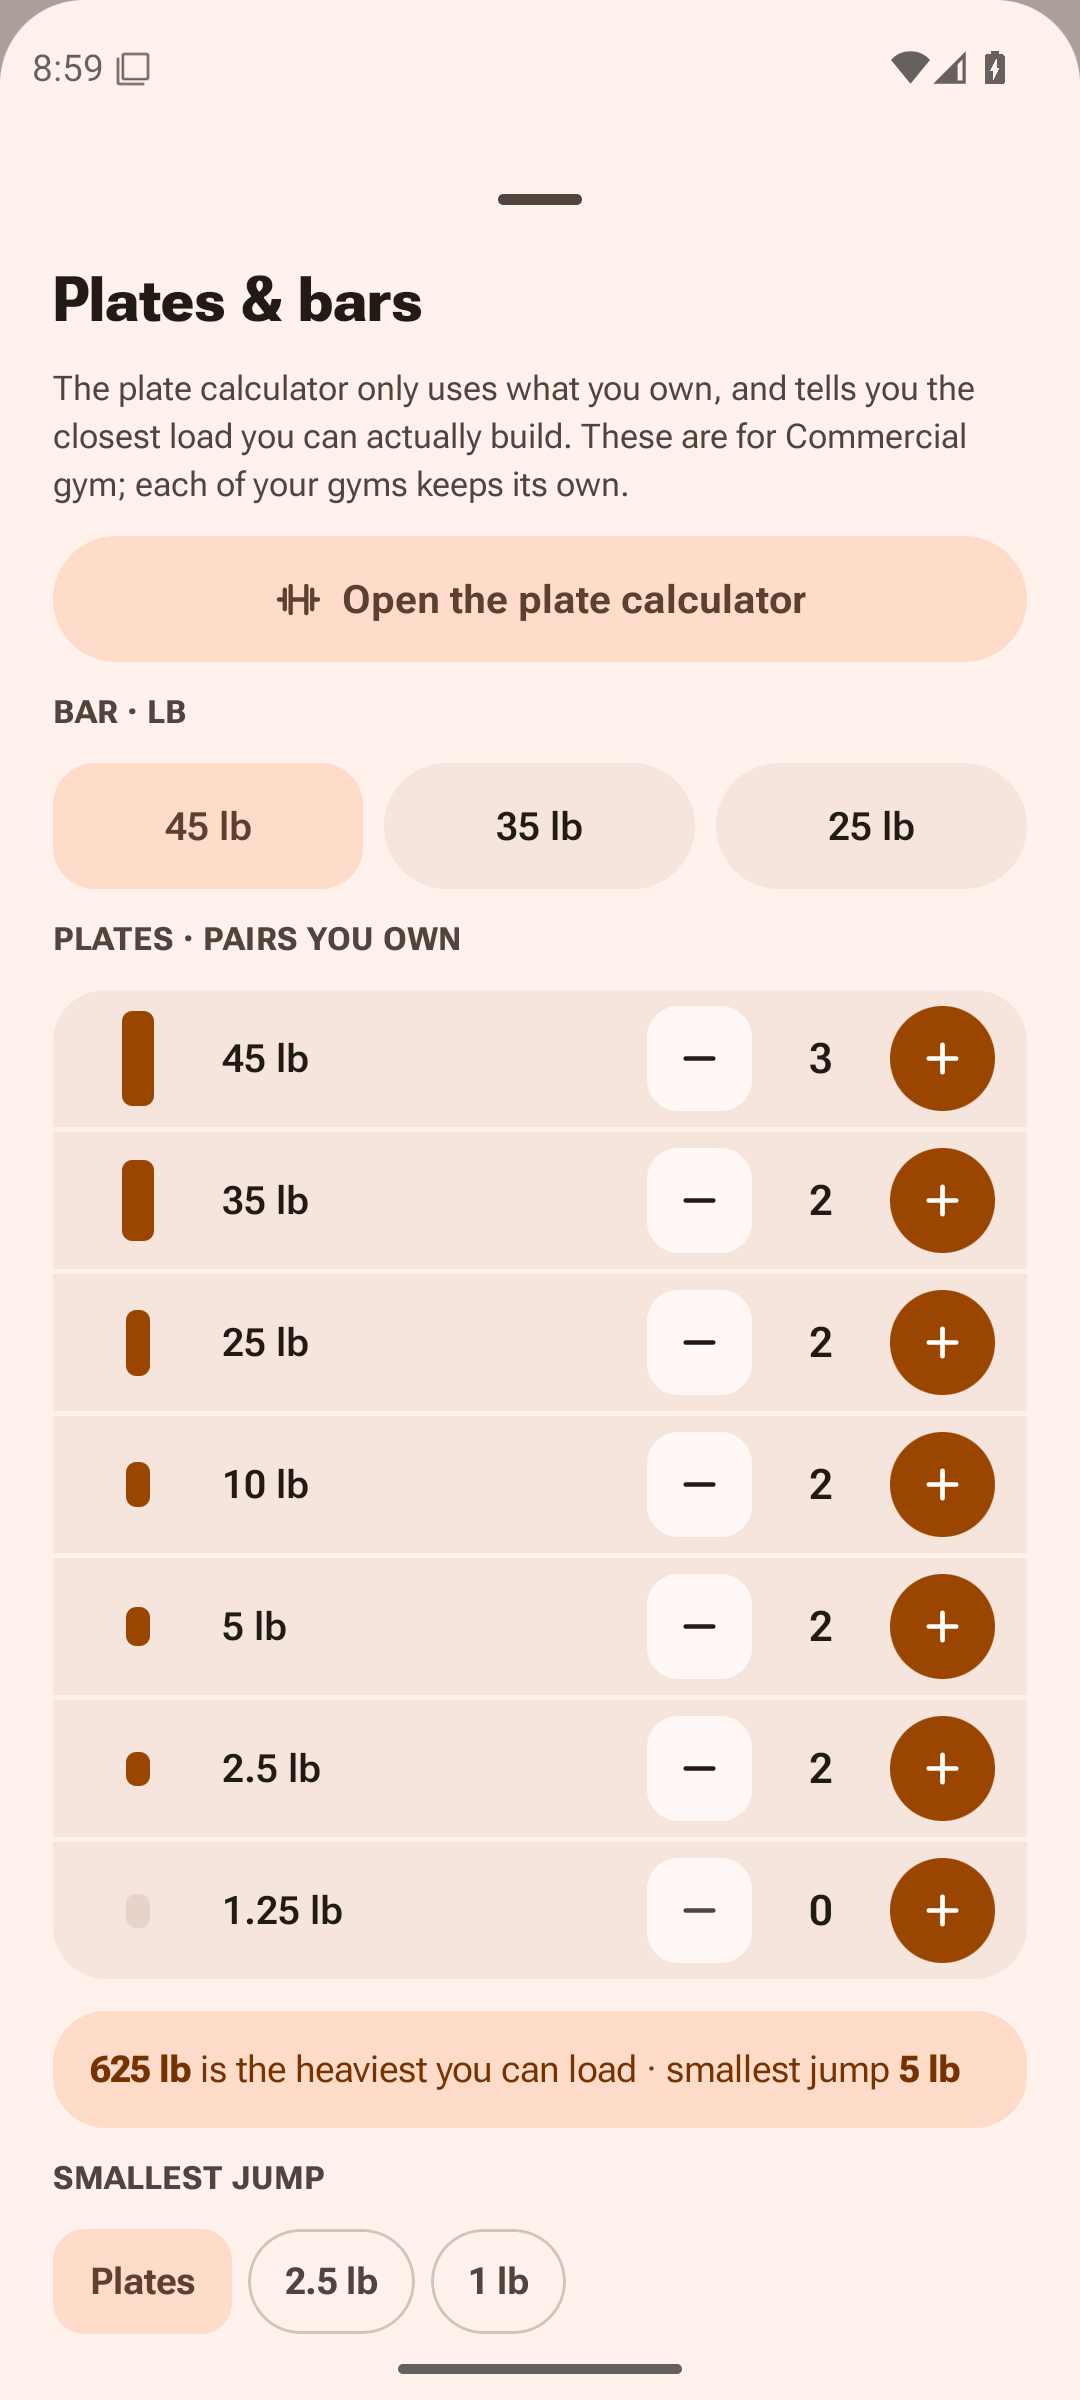 8:59
Plates & bars
The plate calculator only uses what you own, and tells you the
closest load you can actually build. These are for Commercial
gym; each of your gyms keeps its own.
Open the plate calculator
BAR · LB
45 lb
35 lb
25 lb
PLATES · PAIRS YOU OWN
45 lb − 3 +
35 lb − 2 +
25 lb − 2 +
10 lb − 2 +
5 lb − 2 +
2.5 lb − 2 +
1.25 lb − 0 +
625 lb is the heaviest you can load · smallest jump 5 lb
SMALLEST JUMP
Plates
2.5 lb
1 lb